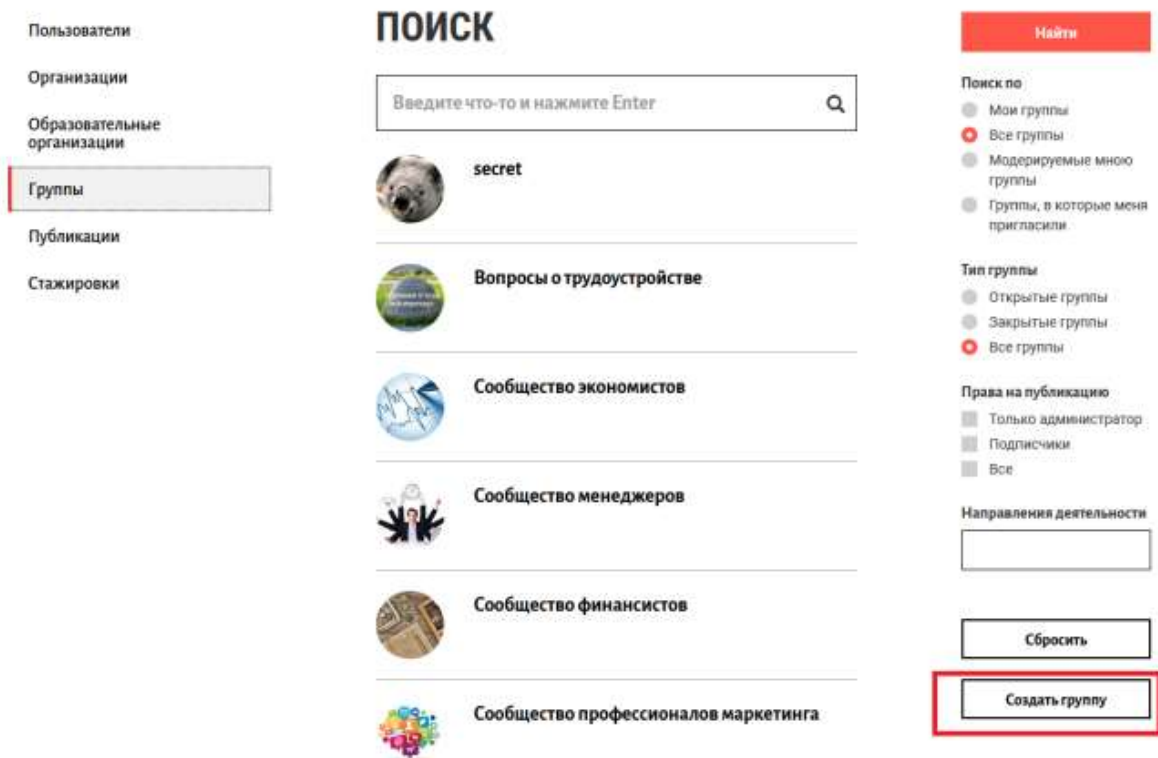 Пользователи
Организации
Образовательные
организации
Группы
Публикации
Стажировки
ПОИСК
Введите что-то и нажмите Enter
secret
Вопросы о трудоустройстве
Сообщество экономистов
Сообщество менеджеров
Сообщество финансистов
Сообщество профессионалов маркетинга
Найти
Поиск по
Мои группы
Все группы
Модерируемые мною
группы
Группы, в которые меня
пригласили
Тип группы
Открытые группы
Закрытые группы
Все группы
Права на публикацию
Только администратор
Подписчики
Все
Направления деятельности
Сбросить
Создать группу